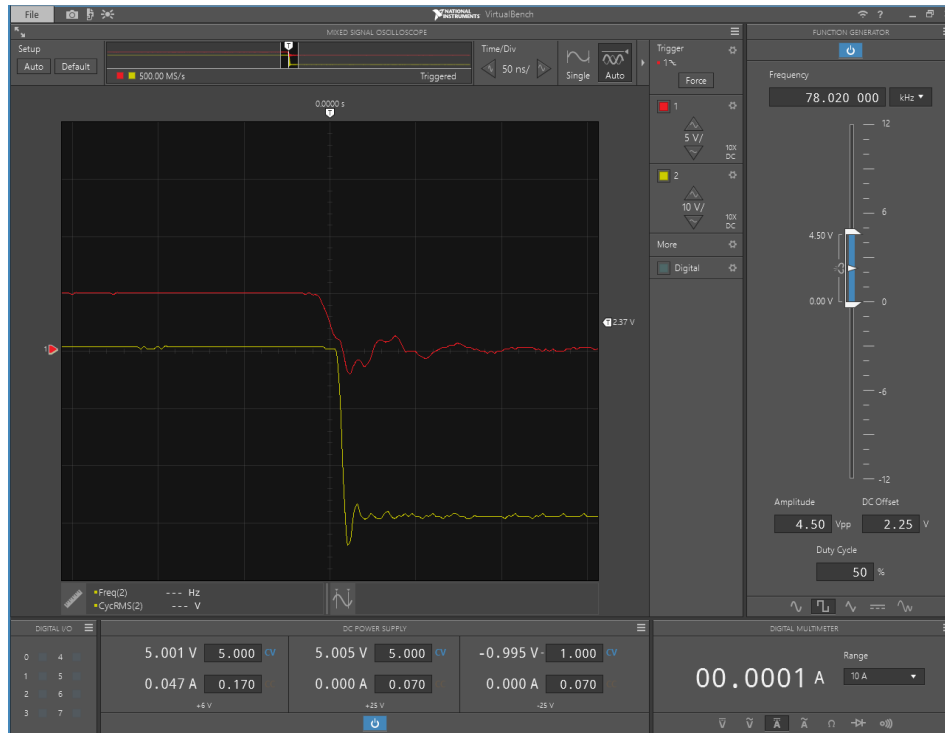 File
NATIONAL INSTRUMENTS VirtualBench
?
MIXED SIGNAL OSCILLOSCOPE
Setup
Auto Default
T
500.00 MS/s
Triggered
Time/Div
50 ns/
Single Auto
Trigger
1
Force
0.0000 s
T
1
5 V/
10X
DC
2
10 V/
10X
DC
More
Digital
1
T 2.37 V
Freq(2) --- Hz
CycRMS(2) --- V
FUNCTION GENERATOR
Frequency
78.020 000 kHz
12
6
4.50 V
0.00 V
0
-6
-12
Amplitude DC Offset
4.50 Vpp 2.25 V
Duty Cycle
50 %
DIGITAL I/O
0 4
1 5
2 6
3 7
DC POWER SUPPLY
5.001 V 5.000 CV
0.047 A 0.170
+6 V
5.005 V 5.000 CV
0.000 A 0.070
+25 V
-0.995 V - 1.000 CV
0.000 A 0.070
-25 V
DIGITAL MULTIMETER
00.0001 A
Range
10 A
V V A A Ω